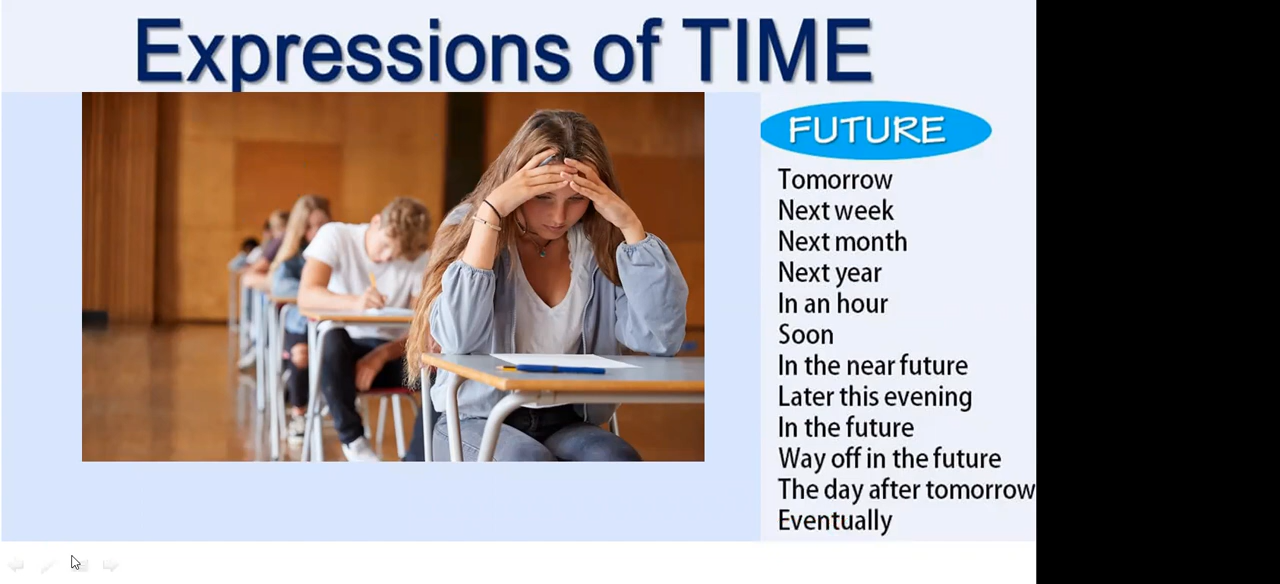 Expressions of TIME
FUTURE
Tomorrow
Next week
Next month
Next year
In an hour
Soon
In the near future
Later this evening
In the future
Way off in the future
The day after tomorrow
Eventually